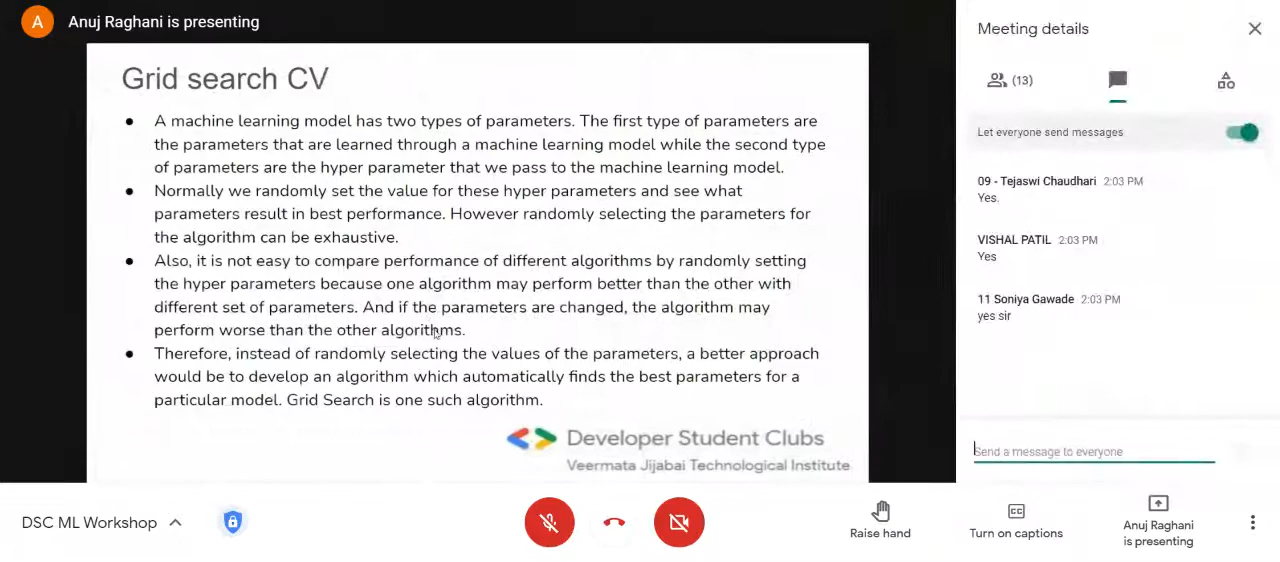 A
Anuj Raghani is presenting
Grid search CV
● A machine learning model has two types of parameters. The first type of parameters are
the parameters that are learned through a machine learning model while the second type
of parameters are the hyper parameter that we pass to the machine learning model.
● Normally we randomly set the value for these hyper parameters and see what
parameters result in best performance. However randomly selecting the parameters for
the algorithm can be exhaustive.
● Also, it is not easy to compare performance of different algorithms by randomly setting
the hyper parameters because one algorithm may perform better than the other with
different set of parameters. And if the parameters are changed, the algorithm may
perform worse than the other algorithms.
● Therefore, instead of randomly selecting the values of the parameters, a better approach
would be to develop an algorithm which automatically finds the best parameters for a
particular model. Grid Search is one such algorithm.
Developer Student Clubs
Veermata Jijabai Technological Institute
Meeting details
(13)
Let everyone send messages
09 - Tejaswi Chaudhari 2:03 PM
Yes.
VISHAL PATIL 2:03 PM
Yes
11 Soniya Gawade 2:03 PM
yes sir
Send a message to everyone
DSC ML Workshop
Raise hand
CC
Turn on captions
Anuj Raghani
is presenting